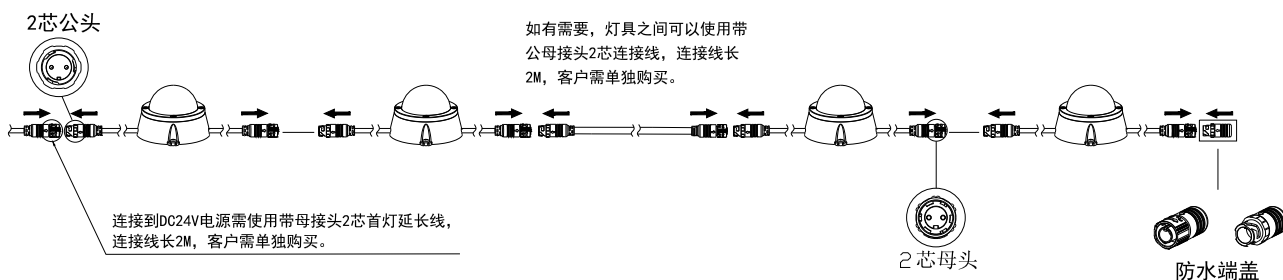 2芯公头
如有需要，灯具之间可以使用带
公母接头2芯连接线，连接线长
2M，客户需单独购买。
连接到DC24V电源需使用带母接头2芯首灯延长线，
连接线长2M，客户需单独购买。
2芯母头
防水端盖